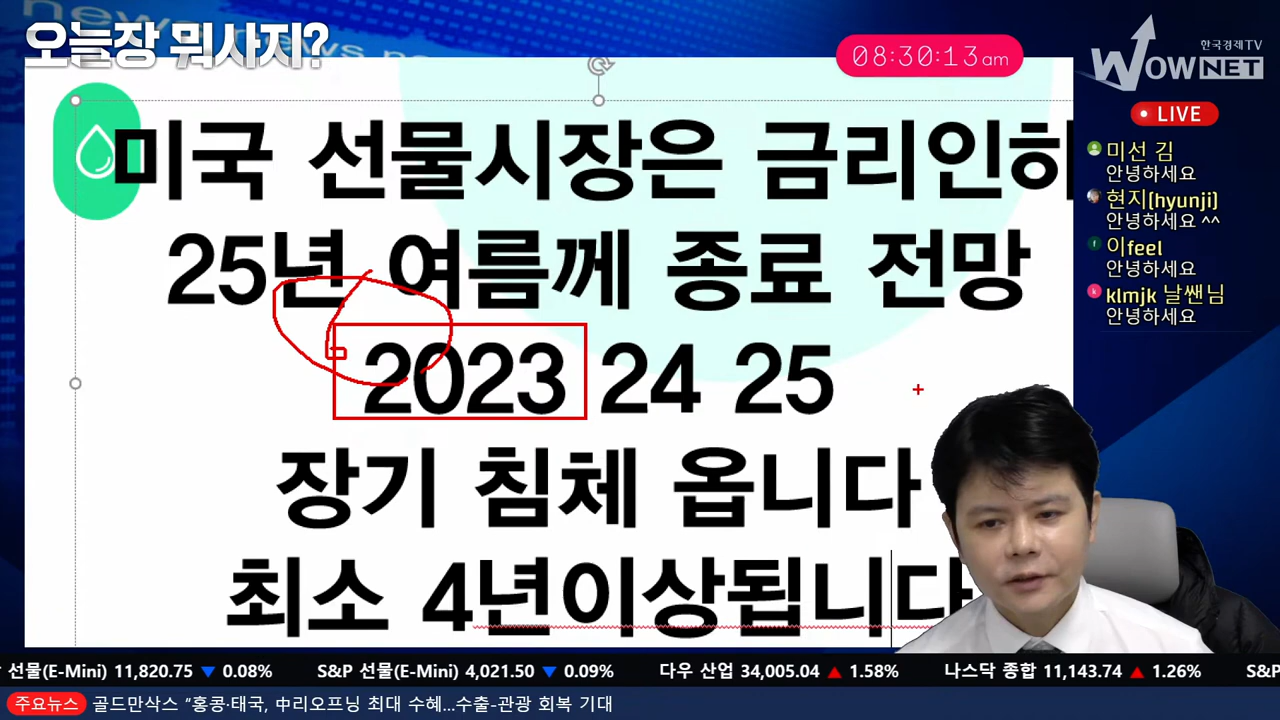 오늘장 뭐사지?
08:30:13am
한국경제TV
WOWNET
LIVE
미선 김
안녕하세요
현지[hyunji]
안녕하세요 ^^
이feel
안녕하세요
klmjk 날쌘님
안녕하세요
미국 선물시장은 금리인하
25년 여름께 종료 전망
2023 24 25
장기 침체 옵니다
최소 4년이상됩니다
선물(E-Mini) 11,820.75 ▼ 0.08% S&P 선물(E-Mini) 4,021.50 ▼ 0.09% 다우 산업 34,005.04 ▲ 1.58% 나스닥 종합 11,143.74 ▲ 1.26% S&P
주요뉴스 골드만삭스 “홍콩·태국, 中리오프닝 최대 수혜...수출-관광 회복 기대